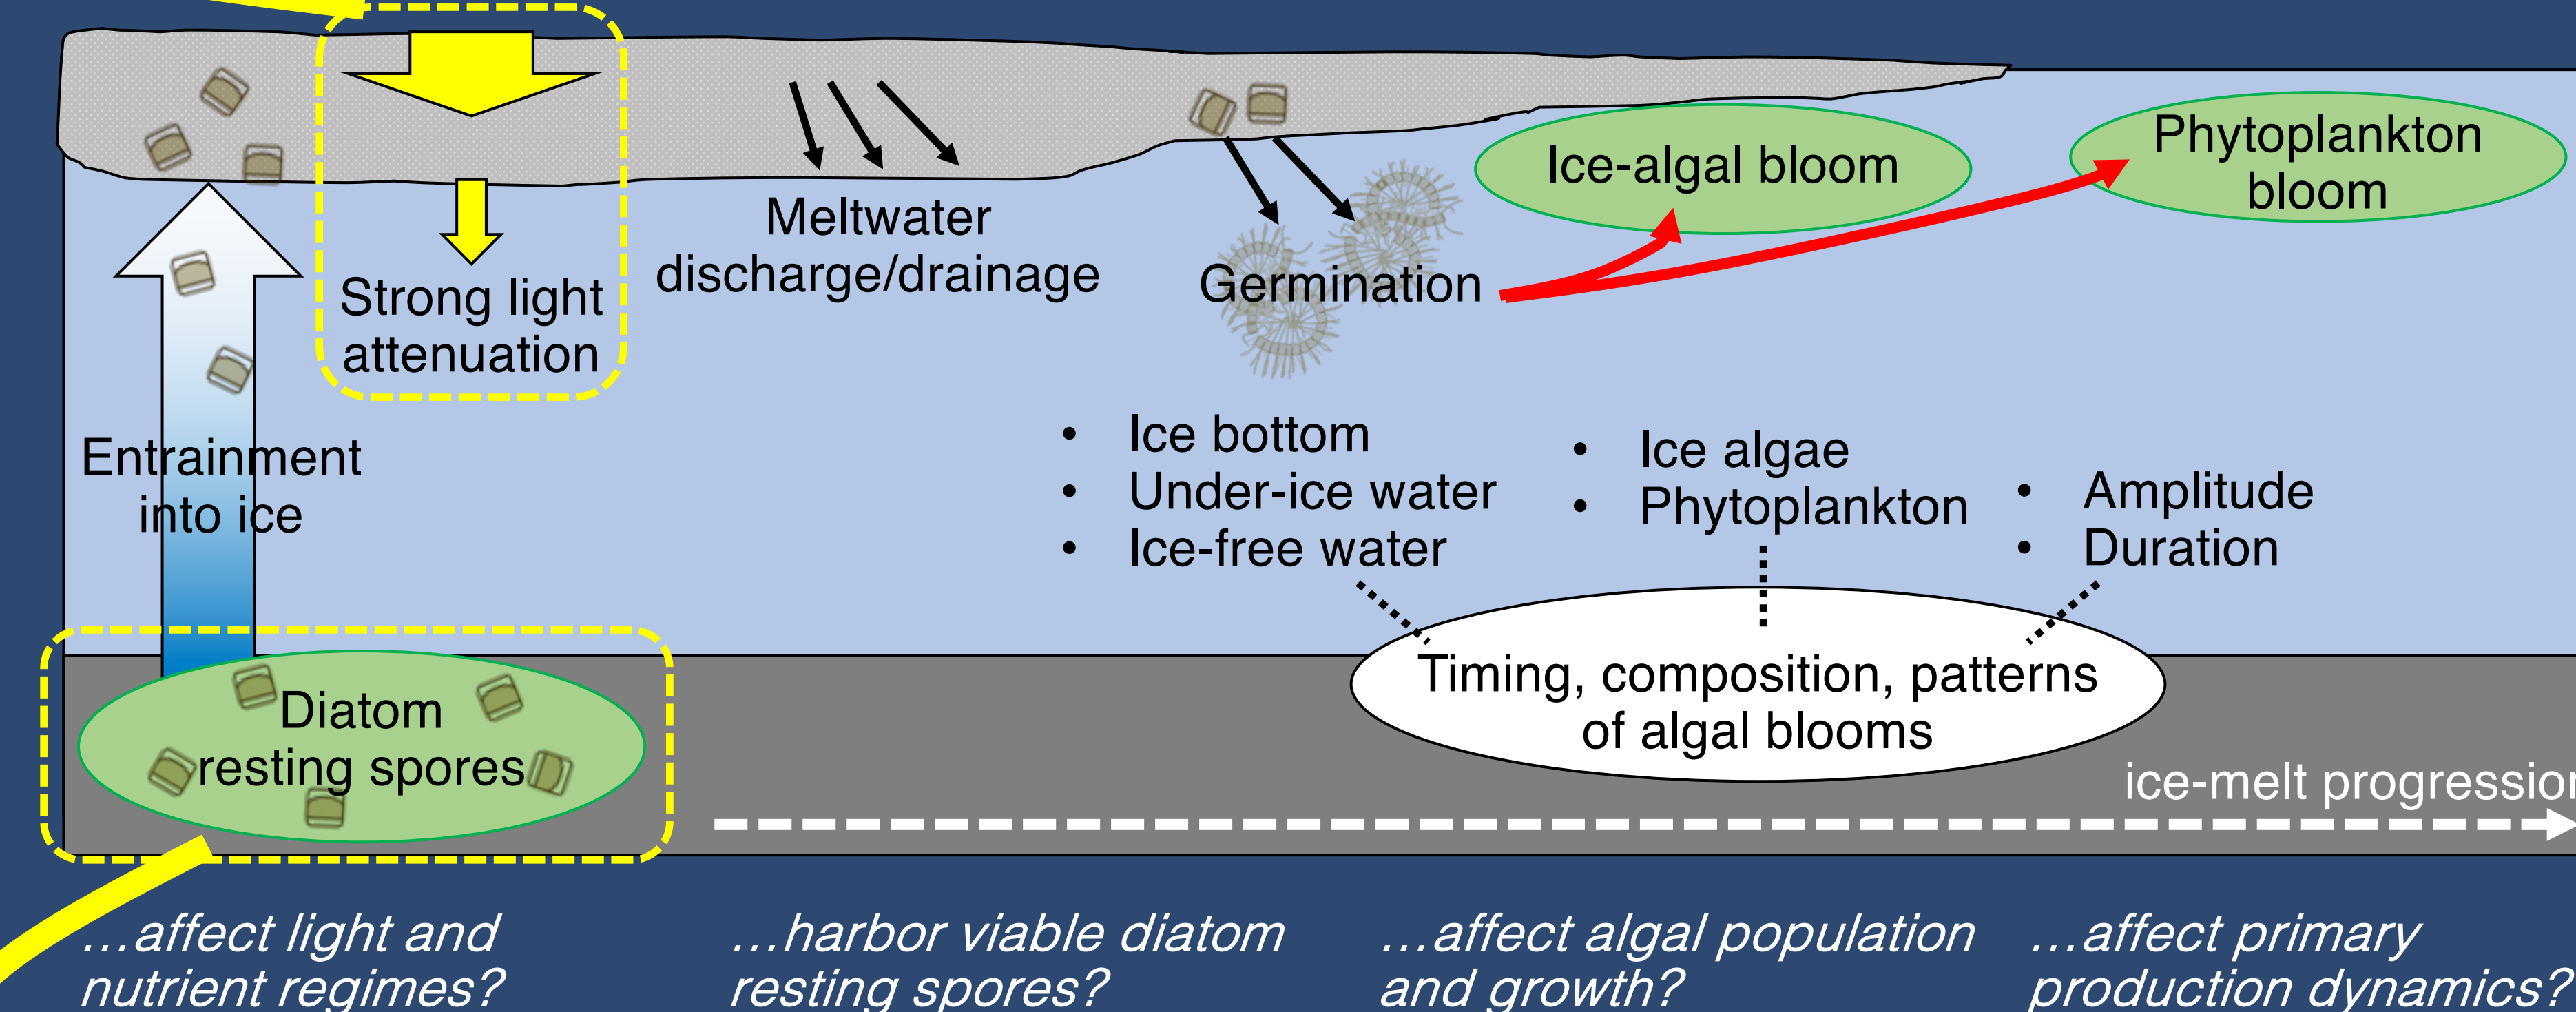 Phytoplankton
bloom
Ice-algal bloom
Meltwater
discharge/drainage
Germination
Strong light
attenuation
Entrainment
into ice
• Ice bottom
• Under-ice water
• Ice-free water
• Ice algae
• Phytoplankton
• Amplitude
• Duration
Timing, composition, patterns
of algal blooms
Diatom
resting spores
ice-melt progression
...affect light and
nutrient regimes?
...harbor viable diatom
resting spores?
...affect algal population
and growth?
...affect primary
production dynamics?